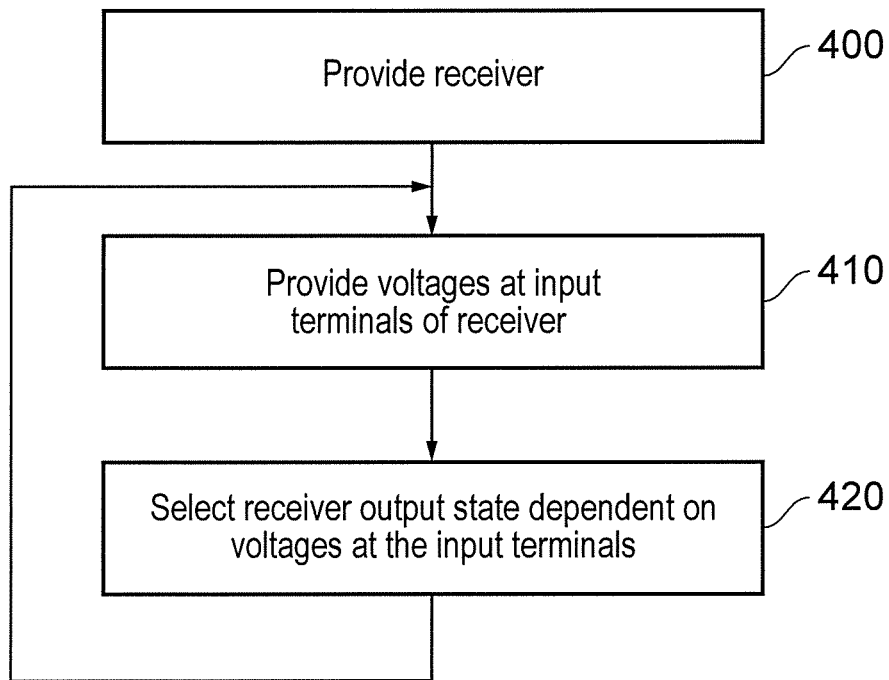 Provide receiver
400
Provide voltages at input
terminals of receiver
410
Select receiver output state dependent on
voltages at the input terminals
420